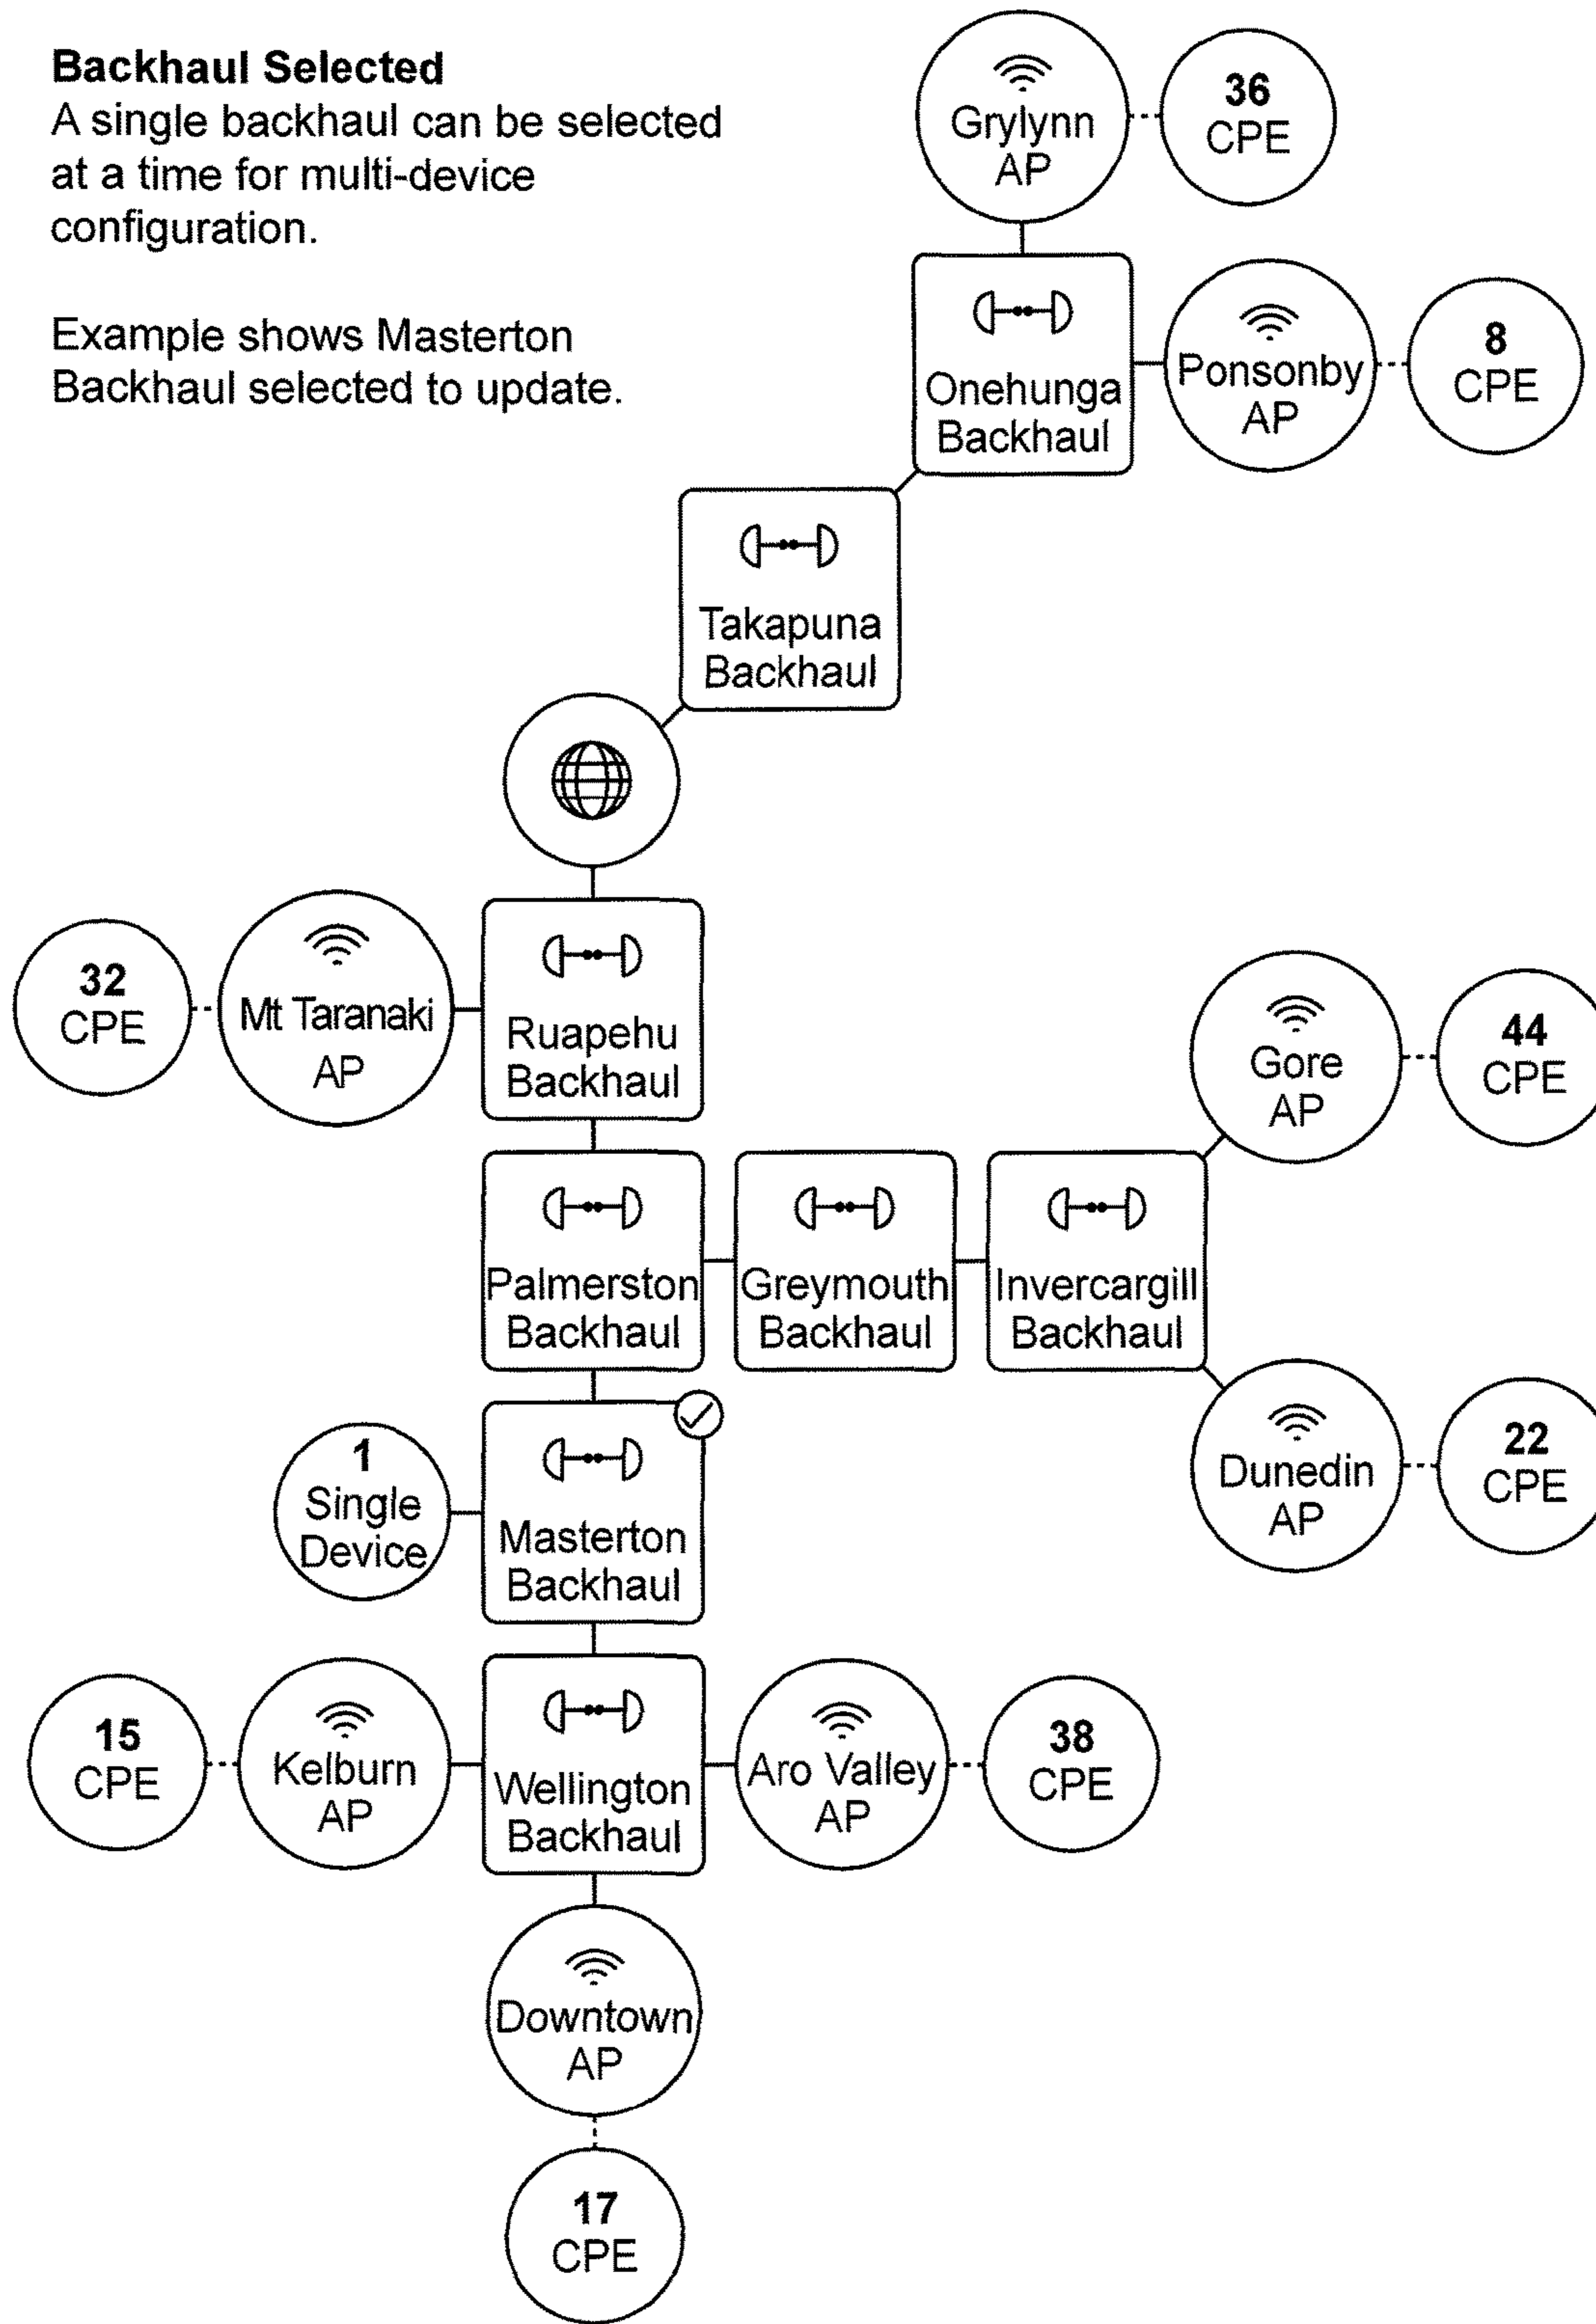 Backhaul Selected
A single backhaul can be selected
at a time for multi-device
configuration.
Example shows Masterton
Backhaul selected to update.
Grylynn
AP
36
CPE
Onehunga
Backhaul
Ponsonby
AP
8
CPE
Takapuna
Backhaul
32
CPE
Mt Taranaki
AP
Ruapehu
Backhaul
Gore
AP
44
CPE
Palmerston
Backhaul
Greymouth
Backhaul
Invercargill
Backhaul
1
Single
Device
Masterton
Backhaul
Dunedin
AP
22
CPE
15
CPE
Kelburn
AP
Wellington
Backhaul
Aro Valley
AP
38
CPE
Downtown
AP
17
CPE